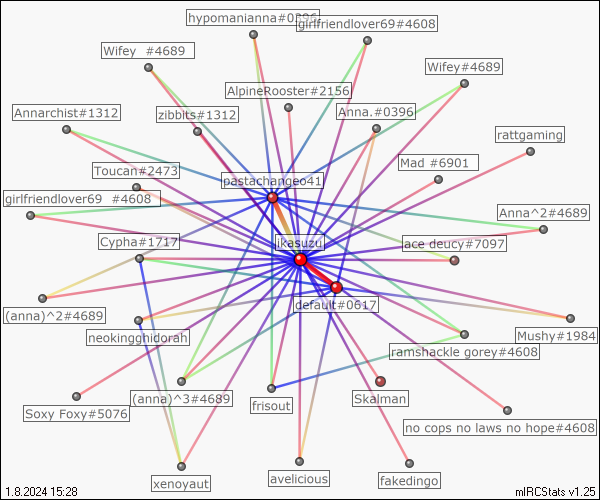 hypomanianna#0396
girlfriendlover69#4608
Wifey #4689
Wifey#4689
AlpineRooster#2156
Annarchist#1312
zibbits#1312
Anna.#0396
rattgaming
Toucan#2473
Mad #6901
pastachangeo41
girlfriendlover69 #4608
Anna^2#4689
Cypha#1717
ikasuzu
ace deucy#7097
default#0617
(anna)^2#4689
neokingghidorah
Mushy#1984
ramshackle gorey#4608
Soxy Foxy#5076
(anna)^3#4689
frisout
Skalman
no cops no laws no hope#4608
xenoyaut
avelicious
fakedingo
1.8.2024 15:28
mIRCStats v1.25